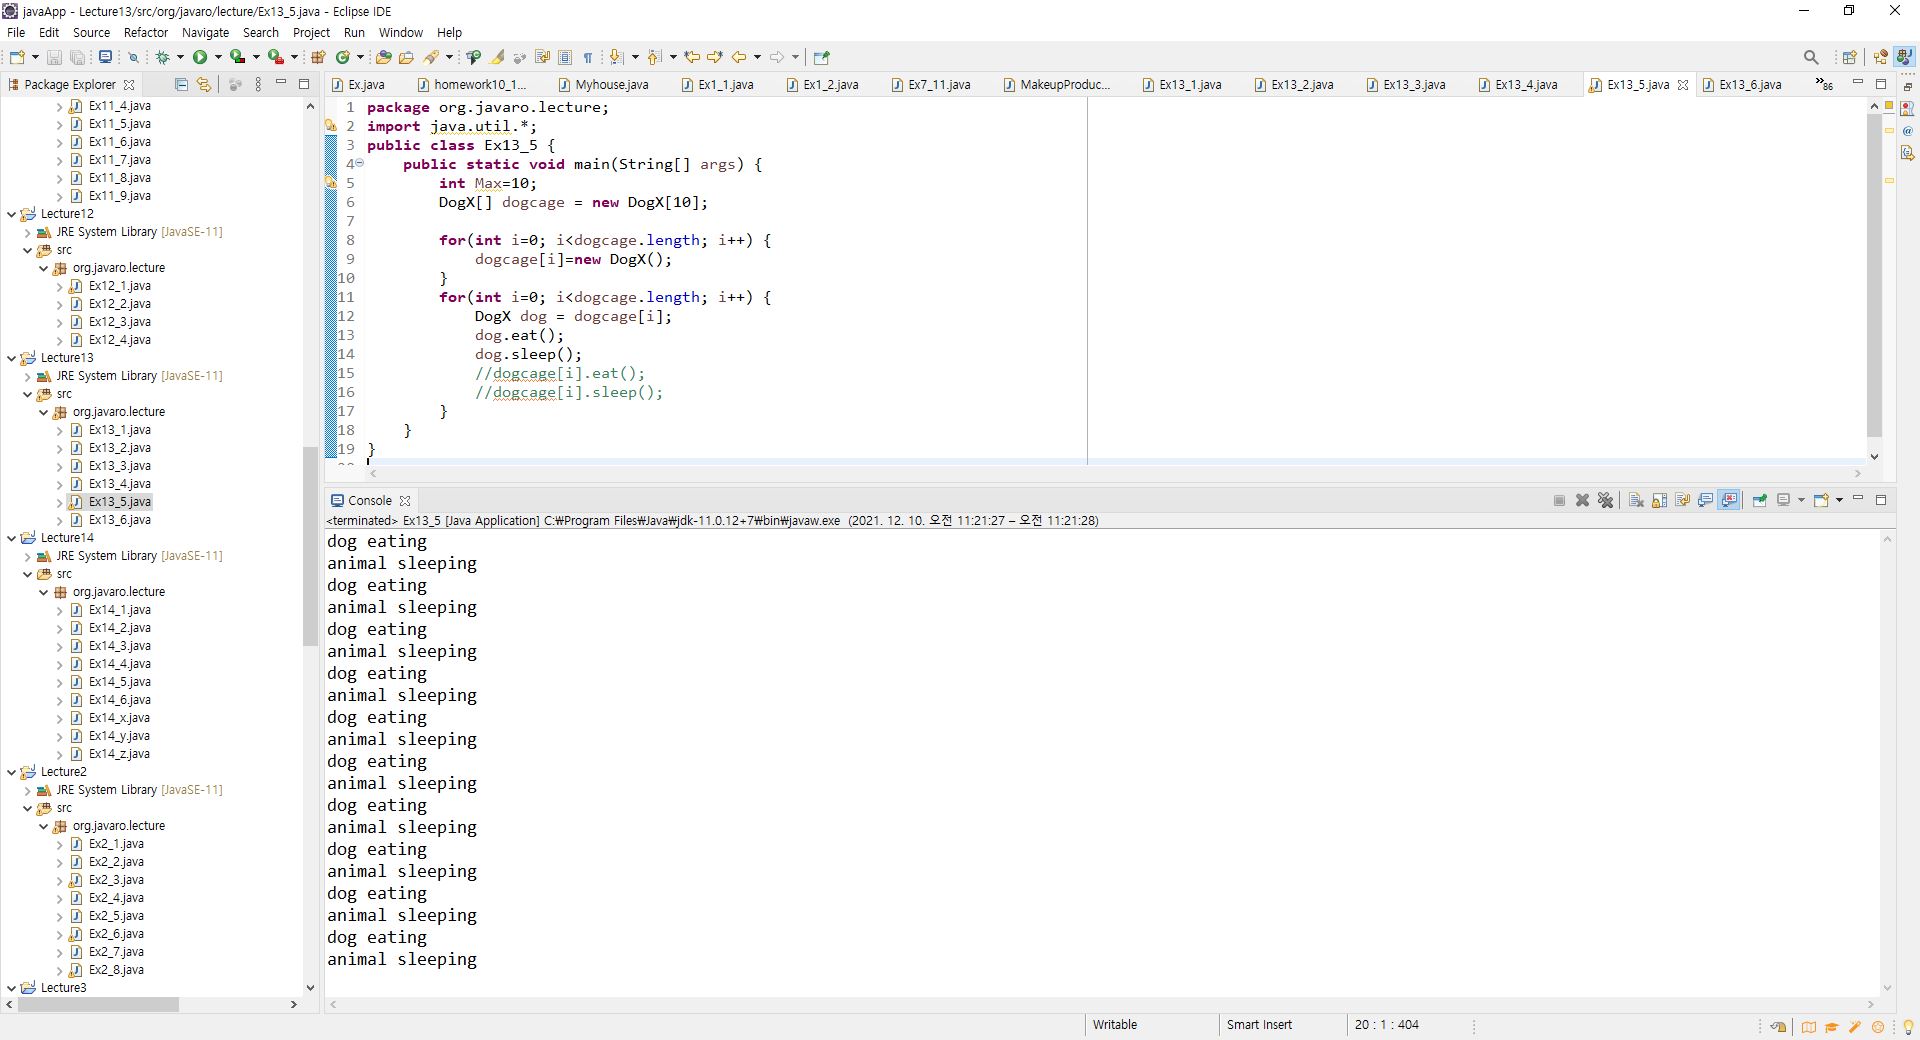 javaApp - Lecture13/src/org/javaro/lecture/Ex13_5.java - Eclipse IDE
File Edit Source Refactor Navigate Search Project Run Window Help
Package Explorer
Ex11_4.java
Ex11_5.java
Ex11_6.java
Ex11_7.java
Ex11_8.java
Ex11_9.java
Lecture12
JRE System Library [JavaSE-11]
src
org.javaro.lecture
Ex12_1.java
Ex12_2.java
Ex12_3.java
Ex12_4.java
Lecture13
JRE System Library [JavaSE-11]
src
org.javaro.lecture
Ex13_1.java
Ex13_2.java
Ex13_3.java
Ex13_4.java
Ex13_5.java
Ex13_6.java
Lecture14
JRE System Library [JavaSE-11]
src
org.javaro.lecture
Ex14_1.java
Ex14_2.java
Ex14_3.java
Ex14_4.java
Ex14_5.java
Ex14_6.java
Ex14_x.java
Ex14_y.java
Ex14_z.java
Lecture2
JRE System Library [JavaSE-11]
src
org.javaro.lecture
Ex2_1.java
Ex2_2.java
Ex2_3.java
Ex2_4.java
Ex2_5.java
Ex2_6.java
Ex2_7.java
Ex2_8.java
Lecture3
Ex.java homework10_1... Myhouse.java Ex1_1.java Ex1_2.java Ex7_11.java MakeupProduc... Ex13_1.java Ex13_2.java Ex13_3.java Ex13_4.java Ex13_5.java Ex13_6.java »86
1 package org.javaro.lecture;
2 import java.util.*;
3 public class Ex13_5 {
4 public static void main(String[] args) {
5 int Max=10;
6 DogX[] dogcage = new DogX[10];
7
8 for(int i=0; i<dogcage.length; i++) {
9 dogcage[i]=new DogX();
10 }
11 for(int i=0; i<dogcage.length; i++) {
12 DogX dog = dogcage[i];
13 dog.eat();
14 dog.sleep();
15 //dogcage[i].eat();
16 //dogcage[i].sleep();
17 }
18 }
19 }
Console
<terminated> Ex13_5 [Java Application] C:₩Program Files₩Java₩jdk-11.0.12+7₩bin₩javaw.exe (2021. 12. 10. 오전 11:21:27 – 오전 11:21:28)
dog eating
animal sleeping
dog eating
animal sleeping
dog eating
animal sleeping
dog eating
animal sleeping
dog eating
animal sleeping
dog eating
animal sleeping
dog eating
animal sleeping
dog eating
animal sleeping
dog eating
animal sleeping
dog eating
animal sleeping
Writable Smart Insert 20 : 1 : 404